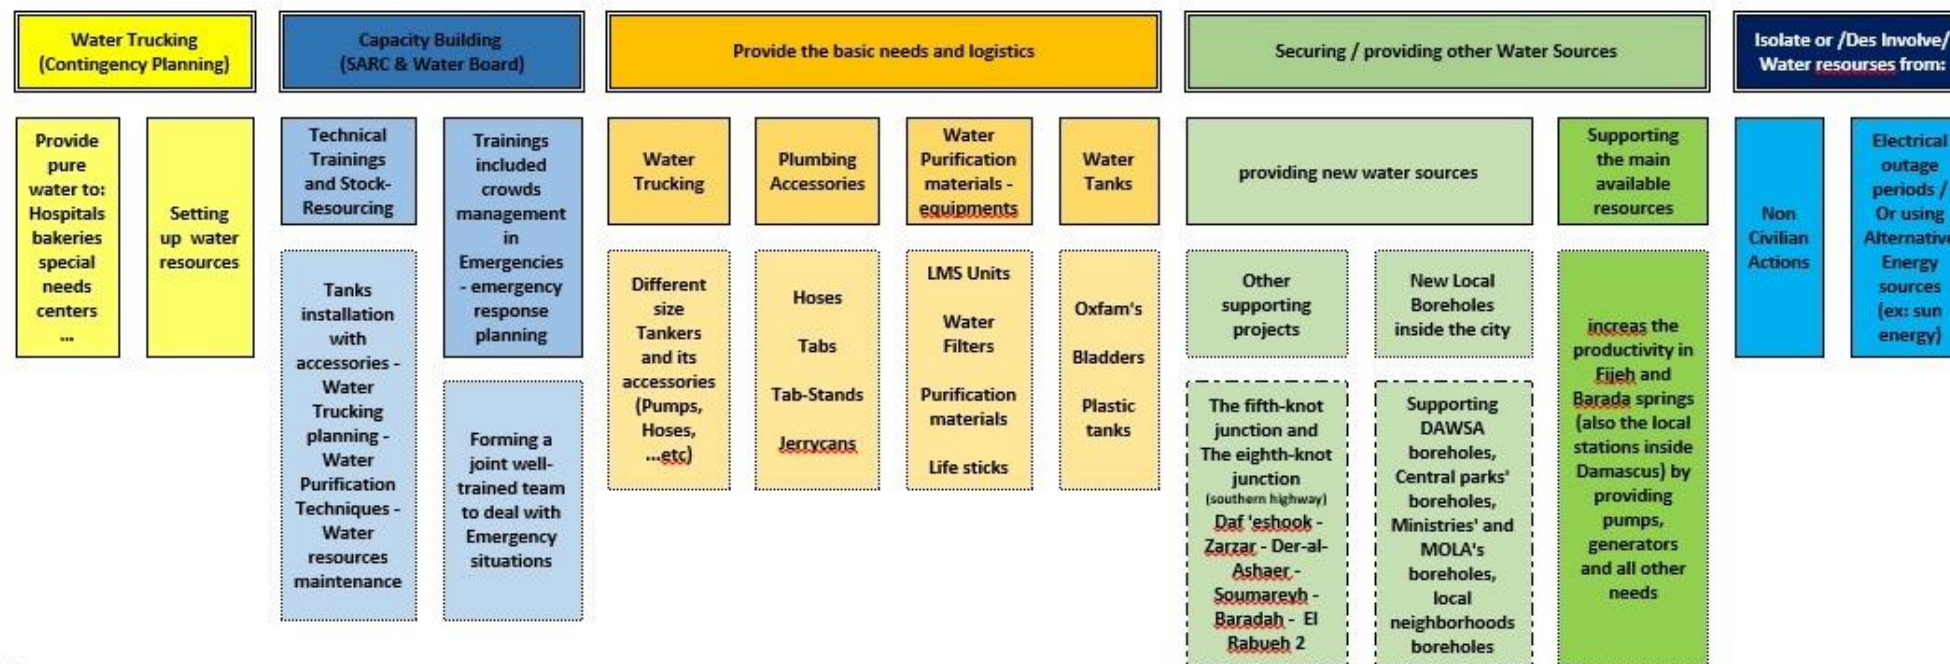 Water Trucking
(Contingency Planning)
Capacity Building
(SARC & Water Board)
Provide the basic needs and logistics
Securing / providing other Water Sources
Isolate or /Des Involve/
Water resourses from:
Provide
pure
water to:
Hospitals
bakeries
special
needs
centers
...
Setting
up water
resources
Technical
Trainings
and Stock-
Resourcing
Trainings
included
crowds
management
in
Emergencies
- emergency
response
planning
Water
Trucking
Plumbing
Accessories
Water
Purification
materials -
equipments
Water
Tanks
providing new water sources
Supporting
the main
available
resources
Non
Civilian
Actions
Electrical
outage
periods /
Or using
Alternative
Energy
sources
(ex: sun
energy)
Tanks
installation
with
accessories -
Water
Trucking
planning -
Water
Purification
Techniques -
Water
resources
maintenance
Forming a
joint well-
trained team
to deal with
Emergency
situations
Different
size
Tankers
and its
accessories
(Pumps,
Hoses,
...etc)
Hoses
Tabs
Tab-Stands
Jerrycans
LMS Units
Water
Filters
Purification
materials
Life sticks
Oxfam's
Bladders
Plastic
tanks
Other
supporting
projects
New Local
Boreholes
inside the city
The fifth-knot
junction and
The eighth-knot
junction
(southern highway)
Daf 'eshook -
Zarzar - Der-al-
Ashaer -
Soumareyh -
Baradah - El
Rabueh 2
Supporting
DAWSA
boreholes,
Central parks'
boreholes,
Ministries' and
MOLA's
boreholes,
local
neighborhoods
boreholes
increas the
productivity in
Fijeh and
Barada springs
(also the local
stations inside
Damascus) by
providing
pumps,
generators
and all other
needs